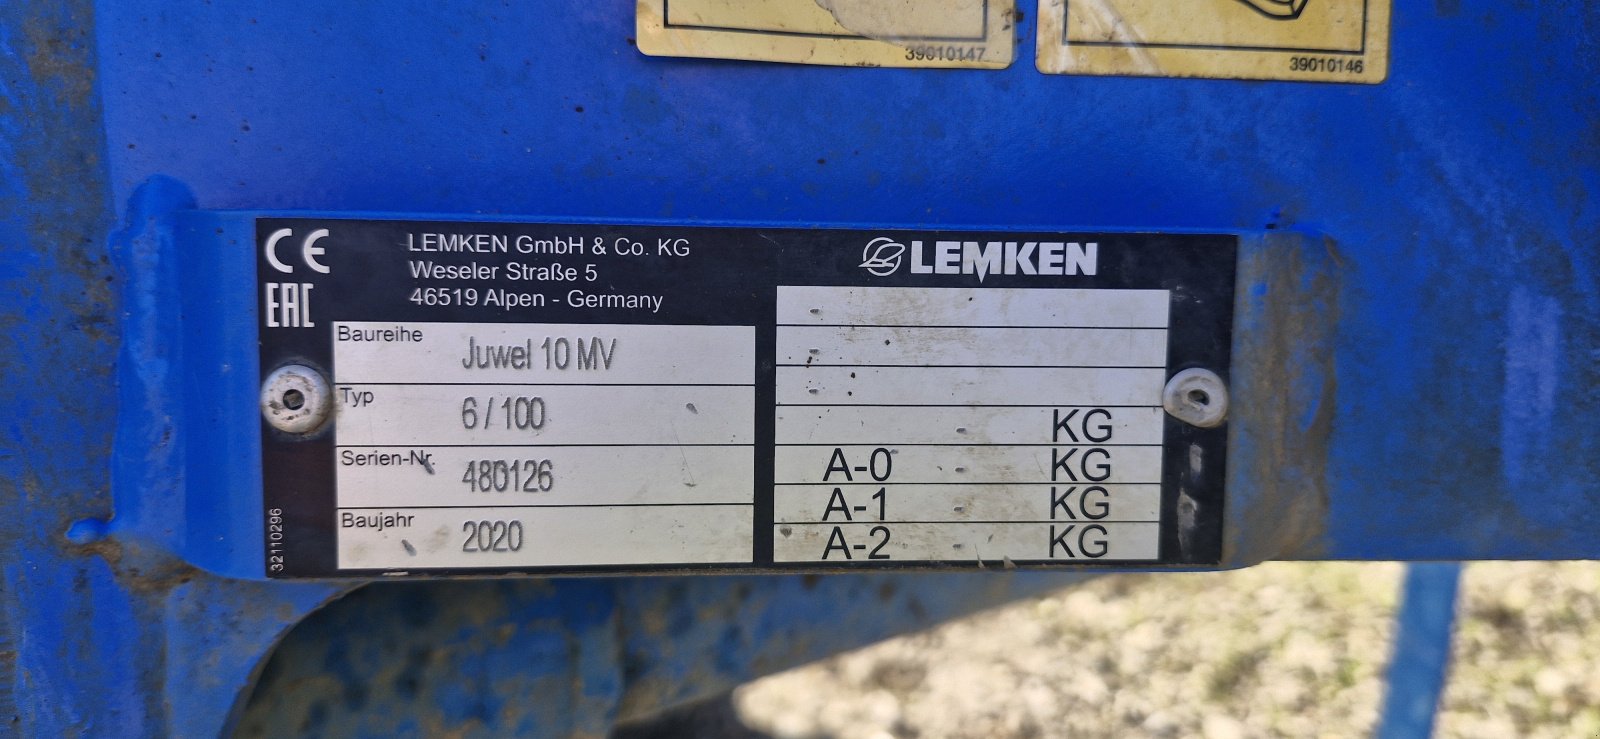 39010147
39010146
CE
EAC
LEMKEN GmbH & Co. KG
Weseler Straße 5
46519 Alpen - Germany
LEMKEN
Baureihe
Juwel 10 MV
Typ
6 / 100
Serien-Nr.
480126
Baujahr
2020
32110296
-
-
-
- KG
A-0 - KG
A-1 - KG
A-2 - KG